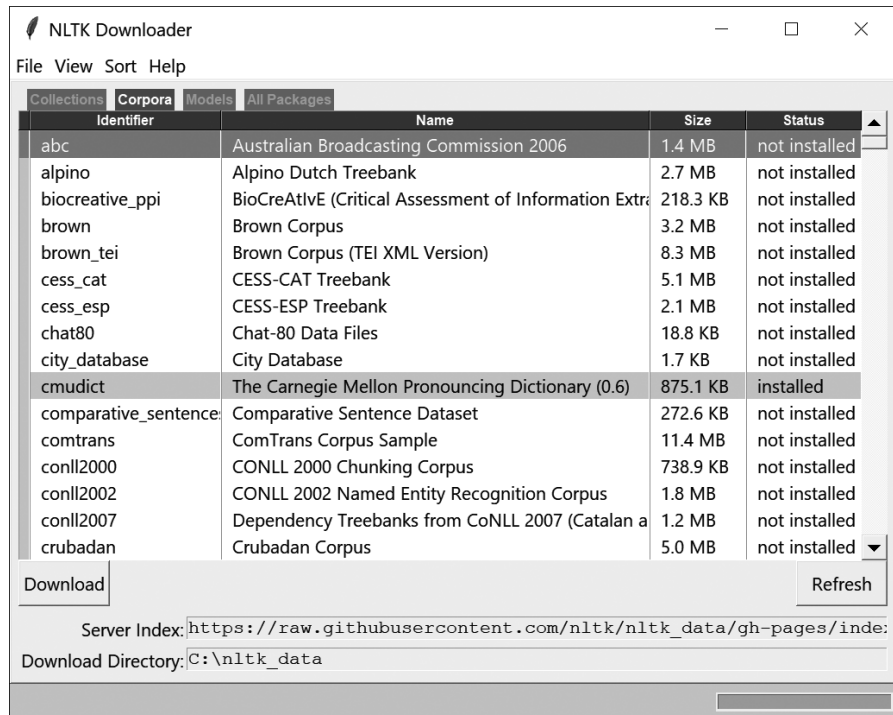 NLTK Downloader
File View Sort Help
Collections Corpora Models All Packages
Identifier Name Size Status
abc Australian Broadcasting Commission 2006 1.4 MB not installed
alpino Alpino Dutch Treebank 2.7 MB not installed
biocreative_ppi BioCreAtIvE (Critical Assessment of Information Extra 218.3 KB not installed
brown Brown Corpus 3.2 MB not installed
brown_tei Brown Corpus (TEI XML Version) 8.3 MB not installed
cess_cat CESS-CAT Treebank 5.1 MB not installed
cess_esp CESS-ESP Treebank 2.1 MB not installed
chat80 Chat-80 Data Files 18.8 KB not installed
city_database City Database 1.7 KB not installed
cmudict The Carnegie Mellon Pronouncing Dictionary (0.6) 875.1 KB installed
comparative_sentences Comparative Sentence Dataset 272.6 KB not installed
comtrans ComTrans Corpus Sample 11.4 MB not installed
conll2000 CONLL 2000 Chunking Corpus 738.9 KB not installed
conll2002 CONLL 2002 Named Entity Recognition Corpus 1.8 MB not installed
conll2007 Dependency Treebanks from CoNLL 2007 (Catalan a 1.2 MB not installed
crubadan Crubadan Corpus 5.0 MB not installed
Download Refresh
Server Index: https://raw.githubusercontent.com/nltk/nltk_data/gh-pages/index
Download Directory: C:\nltk_data